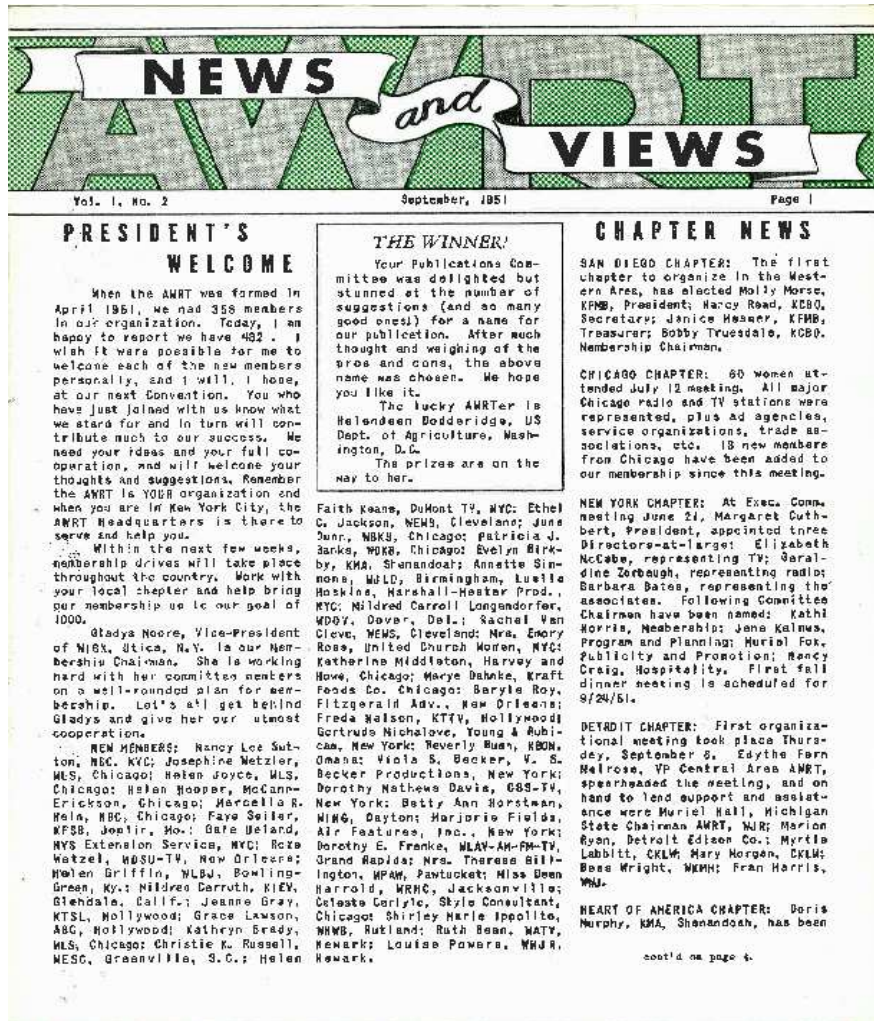 NEWS
and
VIEWS
AWRT
Vol. 1, No. 2
September, 1951
Page 1
PRESIDENT'S
WELCOME
When the AWRT was formed in
April 1951, we had 358 members
in our organization. Today, I am
happy to report we have 482. I
wish it were possible for me to
welcome each of the new members
personally, and I will, I hope,
at our next Convention. You who
have just joined with us know what
we stand for and in turn will con-
tribute much to our success. We
need your ideas and your full co-
operation, and will welcome your
thoughts and suggestions. Remember
the AWRT is YOUR organization and
when you are in New York City, the
AWRT Headquarters is there to
serve and help you.
Within the next few weeks,
membership drives will take place
throughout the country. Work with
your local chapter and help bring
our membership up to our goal of
1000.
Gladys Moore, Vice-President
of WIBX, Utica, N.Y. is our Mem-
bership Chairman. She is working
hard with her committee members
on a well-rounded plan for mem-
bership. Let's all get behind
Gladys and give her our utmost
cooperation.
NEW MEMBERS: Nancy Lee Sut-
ton, NBC, NYC; Josephine Wetzler,
WLS, Chicago; Helen Joyce, WLS,
Chicago; Helen Hooper, McCann-
Erickson, Chicago; Marcella R.
Hein, NBC, Chicago; Faye Seiler,
KFSB, Joplin, Mo.; Gale Ueland,
NYS Extension Service, NYC; Roxa
Wetzel, WDSU-TV, New Orleans;
Helen Griffin, WLBJ, Bowling-
Green, Ky.; Mildred Carruth, KIEV,
Glendale, Calif.; Jeanne Gray,
KTSL, Hollywood; Grace Lawson,
ABC, Hollywood; Kathryn Brady,
WLS, Chicago; Christie K. Russell,
WESC, Greenville, S.C.; Helen
THE WINNER!
Your Publications Com-
mittee was delighted but
stunned at the number of
suggestions (and so many
good ones!) for a name for
our publication. After much
thought and weighing of the
pros and cons, the above
name was chosen. We hope
you like it.
The lucky AWRTer is
Helendeen Dodderidge, US
Dept. of Agriculture, Wash-
ington, D.C.
The prizes are on the
way to her.
Faith Keans, DuMont TV, NYC; Ethel
C. Jackson, WEWS, Cleveland; June
Dunn, WBKB, Chicago; Patricia J.
Banks, WBKB, Chicago; Evelyn Birk-
by, KMA, Shenandoah; Annette Sim-
mons, WSLD, Birmingham, Luella
Hoskins, Marshall-Hester Prod.,
NYC; Mildred Carroll Longendorfer,
WDOV, Dover, Del.; Rachel Van
Cleve, WEWS, Cleveland; Mrs. Emory
Ross, United Church Women, NYC;
Katherine Middleton, Harvey and
Howe, Chicago; Marye Dahnke, Kraft
Foods Co. Chicago; Beryle Roy,
Fitzgerald Adv., New Orleans;
Freda Nelson, KTTV, Hollywood;
Gertrude Michalove, Young & Rubi-
cam, New York; Beverly Bush, KBON,
Omaha; Viola S. Becker, V. S.
Becker Productions, New York;
Dorothy Mathews Davis, CBS-TV,
New York; Betty Ann Horstman,
WING, Dayton; Marjorie Fields,
Air Features, Inc., New York;
Dorothy E. Franke, WLAV-AM-FM-TV,
Grand Rapids; Mrs. Theresa Bill-
ington, WPAW, Pawtucket; Miss Dean
Harrold, WRHC, Jacksonville;
Celeste Carlyle, Style Consultant,
Chicago; Shirley Marie Ippolito,
WHWB, Rutland; Ruth Bean, WATV,
Newark; Louise Powers, WHJR,
Newark.
CHAPTER NEWS
SAN DIEGO CHAPTER: The first
chapter to organize in the West-
ern Area, has elected Molly Morse,
KFMB, President; Nancy Read, KCBQ,
Secretary; Janice Heaner, KFMB,
Treasurer; Bobby Truesdale, KCBQ,
Membership Chairman.
CHICAGO CHAPTER: 60 women at-
tended July 12 meeting. All major
Chicago radio and TV stations were
represented, plus ad agencies,
service organizations, trade as-
sociations, etc. 18 new members
from Chicago have been added to
our membership since this meeting.
NEW YORK CHAPTER: At Exec. Comm.
meeting June 21, Margaret Cuth-
bert, President, appointed three
Directors-at-large: Elizabeth
McCabe, representing TV; Geral-
dine Zorbaugh, representing radio;
Barbara Bates, representing the
associates. Following Committee
Chairmen have been named: Kathi
Norris, Membership; Jane Kalmus,
Program and Planning; Muriel Fox,
Publicity and Promotion; Nancy
Craig, Hospitality. First fall
dinner meeting is scheduled for
9/24/51.
DETROIT CHAPTER: First organiza-
tional meeting took place Thurs-
day, September 6. Edythe Fern
Melrose, VP Central Area AWRT,
spearheaded the meeting, and on
hand to lend support and assist-
ance were Muriel Hall, Michigan
State Chairman AWRT, WJR; Marion
Ryan, Detroit Edison Co.; Myrtle
Labbitt, CKLW; Mary Morgan, CKLW;
Bess Wright, WKMH; Fran Harris,
WWJ.
HEART OF AMERICA CHAPTER: Doris
Murphy, KMA, Shenandoah, has been
cont'd on page 4.